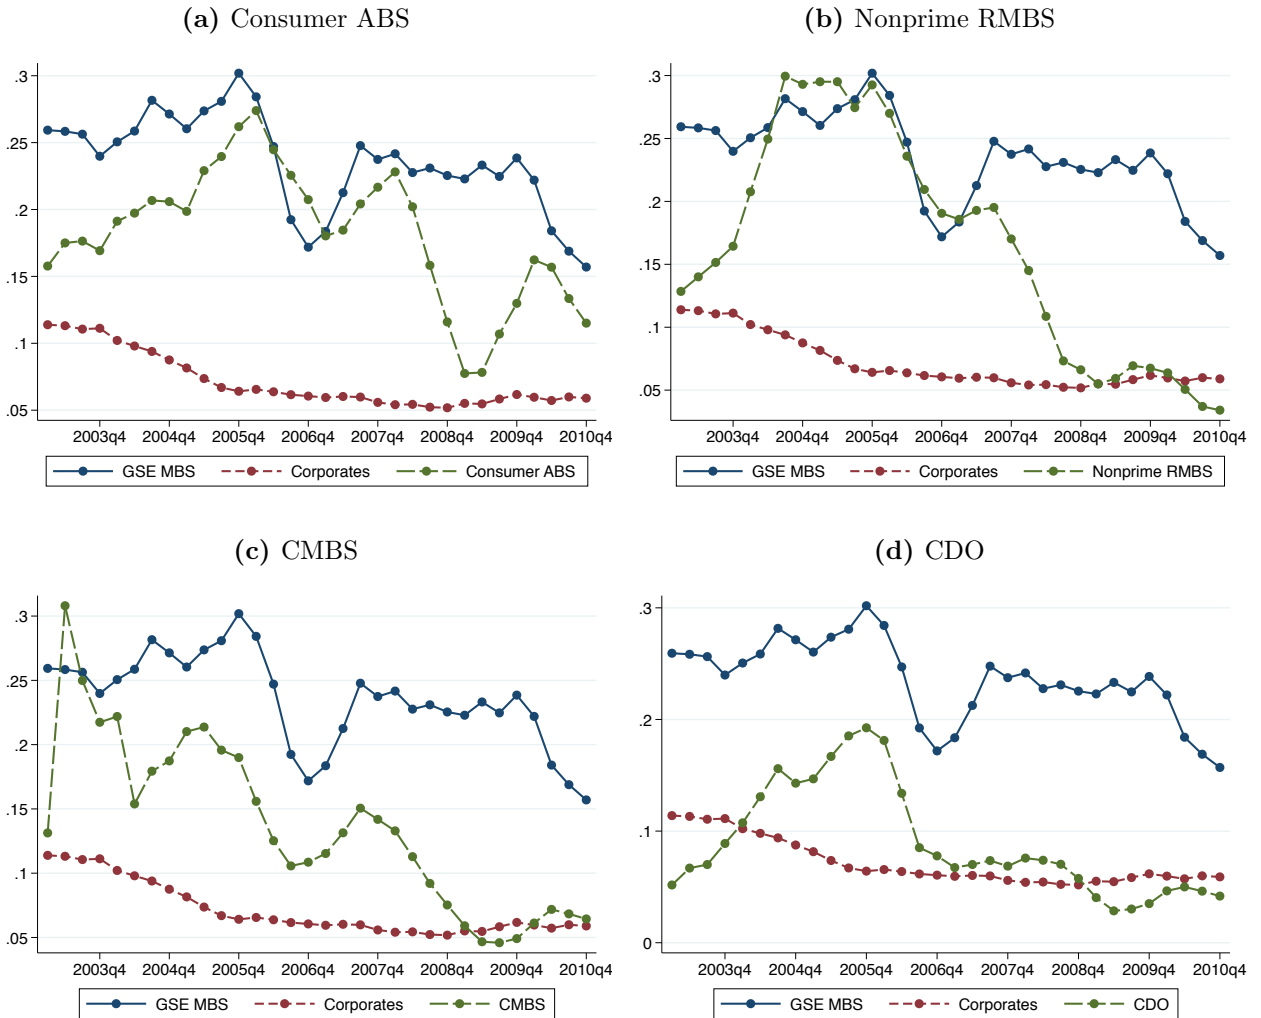 (a) Consumer ABS
.3
.25
.2
.15
.1
.05
2003q4 2004q4 2005q4 2006q4 2007q4 2008q4 2009q4 2010q4
GSE MBS Corporates Consumer ABS
(b) Nonprime RMBS
.3
.25
.2
.15
.1
.05
2003q4 2004q4 2005q4 2006q4 2007q4 2008q4 2009q4 2010q4
GSE MBS Corporates Nonprime RMBS
(c) CMBS
.3
.25
.2
.15
.1
.05
2003q4 2004q4 2005q4 2006q4 2007q4 2008q4 2009q4 2010q4
GSE MBS Corporates CMBS
(d) CDO
.3
.2
.1
0
2003q4 2004q4 2005q4 2006q4 2007q4 2008q4 2009q4 2010q4
GSE MBS Corporates CDO